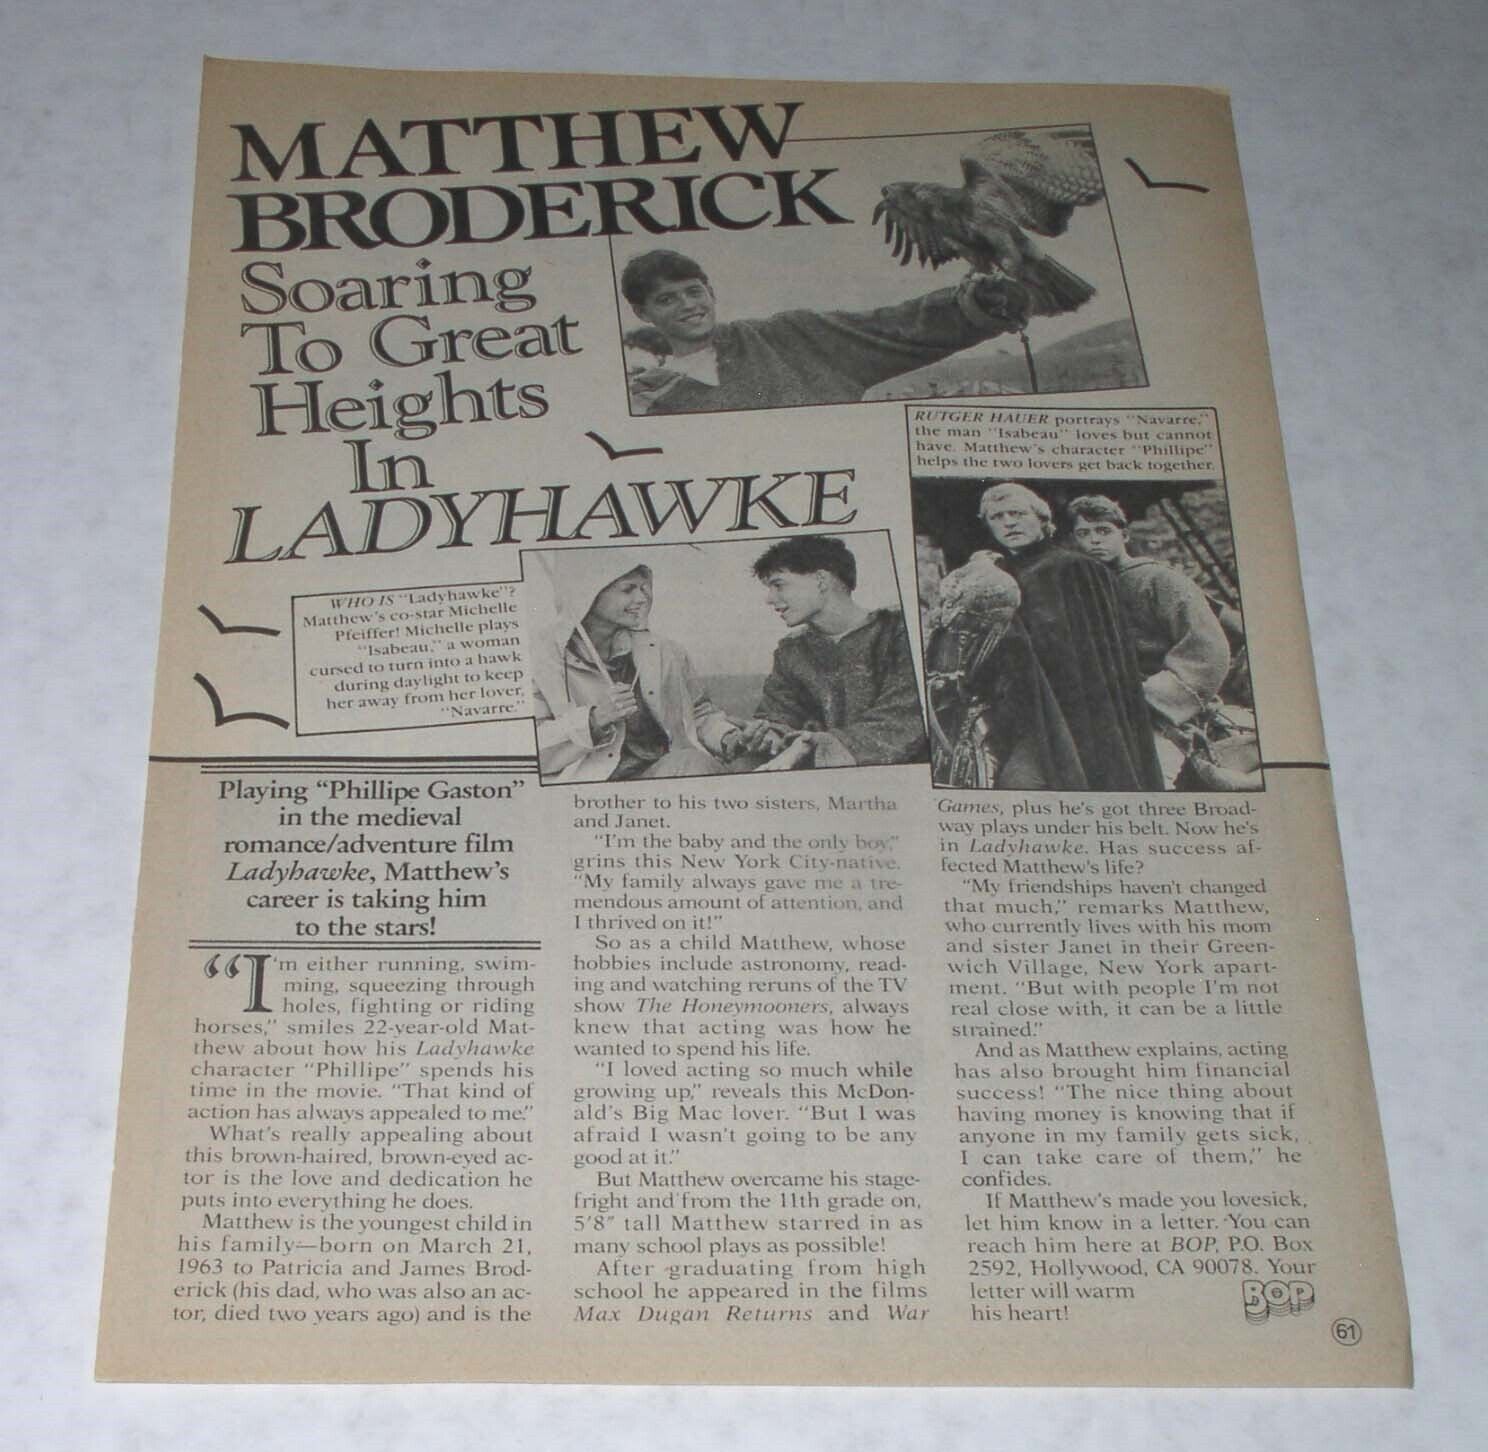 MATTHEW
BRODERICK
Soaring
To Great
Heights
In
LADYHAWKE
RUTGER HAUER portrays "Navarre,"
the man "Isabeau" loves but cannot
have. Matthew's character "Phillipe"
helps the two lovers get back together.
WHO IS "Ladyhawke"?
Matthew's co-star Michelle
Pfeiffer! Michelle plays
"Isabeau," a woman
cursed to turn into a hawk
during daylight to keep
her away from her lover,
"Navarre."
Playing "Phillipe Gaston"
in the medieval
romance/adventure film
Ladyhawke, Matthew's
career is taking him
to the stars!
"I'm either running, swim-
ming, squeezing through
holes, fighting or riding
horses," smiles 22-year-old Mat-
thew about how his Ladyhawke
character "Phillipe" spends his
time in the movie. "That kind of
action has always appealed to me."
What's really appealing about
this brown-haired, brown-eyed ac-
tor is the love and dedication he
puts into everything he does.
Matthew is the youngest child in
his family—born on March 21,
1963 to Patricia and James Brod-
erick (his dad, who was also an ac-
tor, died two years ago) and is the
brother to his two sisters, Martha
and Janet.
"I'm the baby and the only boy,"
grins this New York City-native.
"My family always gave me a tre-
mendous amount of attention, and
I thrived on it!"
So as a child Matthew, whose
hobbies include astronomy, read-
ing and watching reruns of the TV
show The Honeymooners, always
knew that acting was how he
wanted to spend his life.
"I loved acting so much while
growing up," reveals this McDon-
ald's Big Mac lover. "But I was
afraid I wasn't going to be any
good at it."
But Matthew overcame his stage-
fright and from the 11th grade on,
5'8" tall Matthew starred in as
many school plays as possible!
After graduating from high
school he appeared in the films
Max Dugan Returns and War
Games, plus he's got three Broad-
way plays under his belt. Now he's
in Ladyhawke. Has success af-
fected Matthew's life?
"My friendships haven't changed
that much," remarks Matthew,
who currently lives with his mom
and sister Janet in their Green-
wich Village, New York apart-
ment. "But with people I'm not
real close with, it can be a little
strained."
And as Matthew explains, acting
has also brought him financial
success! "The nice thing about
having money is knowing that if
anyone in my family gets sick,
I can take care of them," he
confides.
If Matthew's made you lovesick,
let him know in a letter. You can
reach him here at BOP, P.O. Box
2592, Hollywood, CA 90078. Your
letter will warm
his heart!
BOP
61